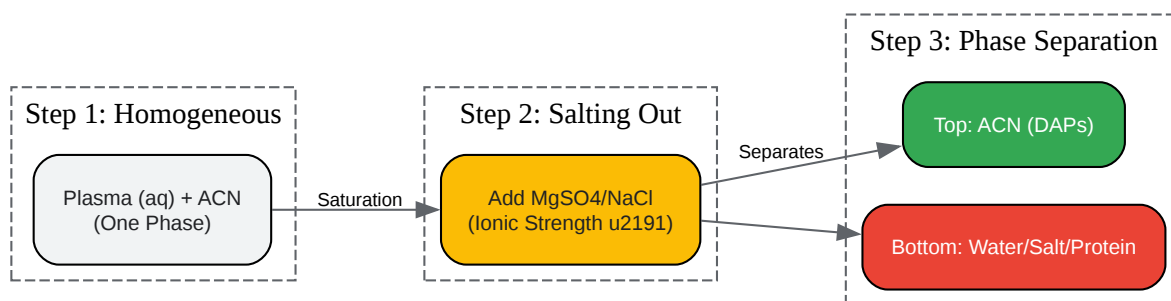 Step 1: Homogeneous
Plasma (aq) + ACN
(One Phase)
Saturation
Step 2: Salting Out
Add MgSO4/NaCl
(Ionic Strength u2191)
Separates
Step 3: Phase Separation
Top: ACN (DAPs)
Bottom: Water/Salt/Protein